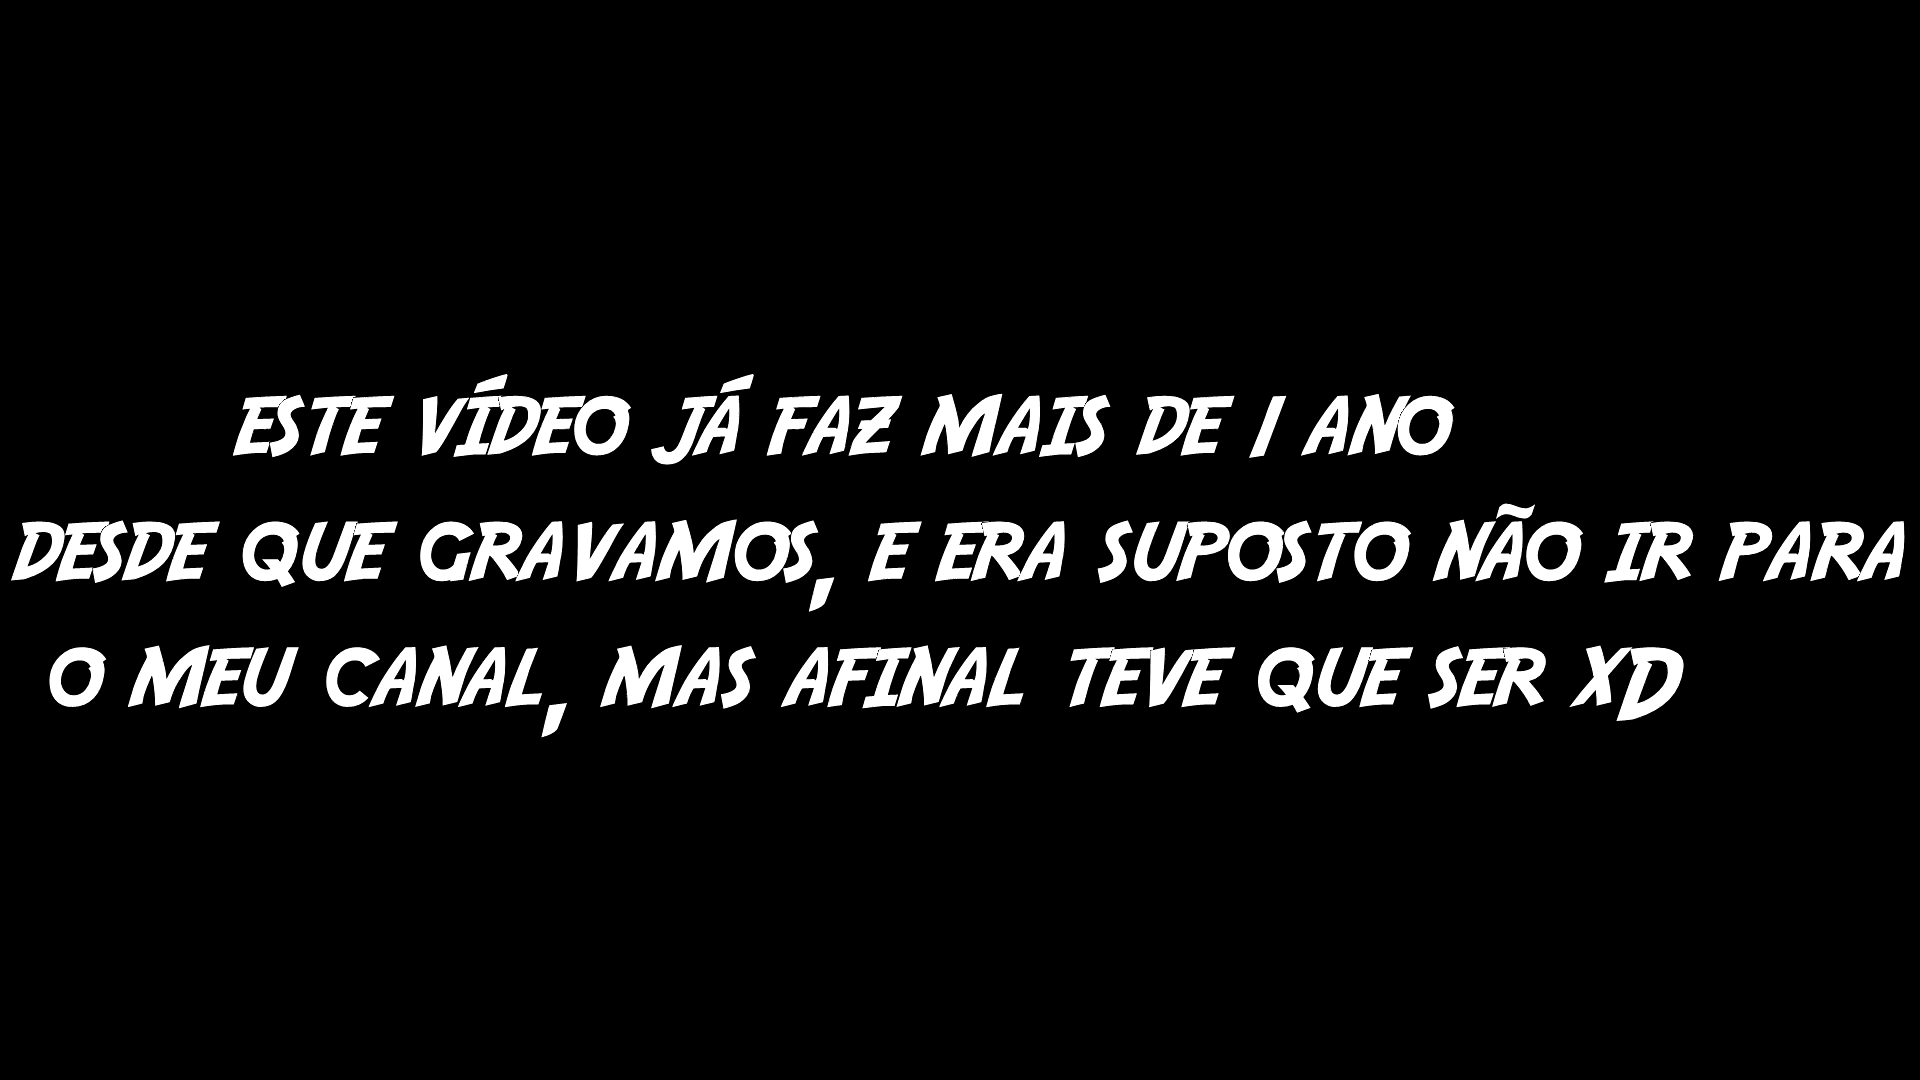 ESTE VÍDEO JÁ FAZ MAIS DE 1 ANO
DESDE QUE GRAVAMOS, E ERA SUPOSTO NÃO IR PARA
O MEU CANAL, MAS AFINAL TEVE QUE SER XD